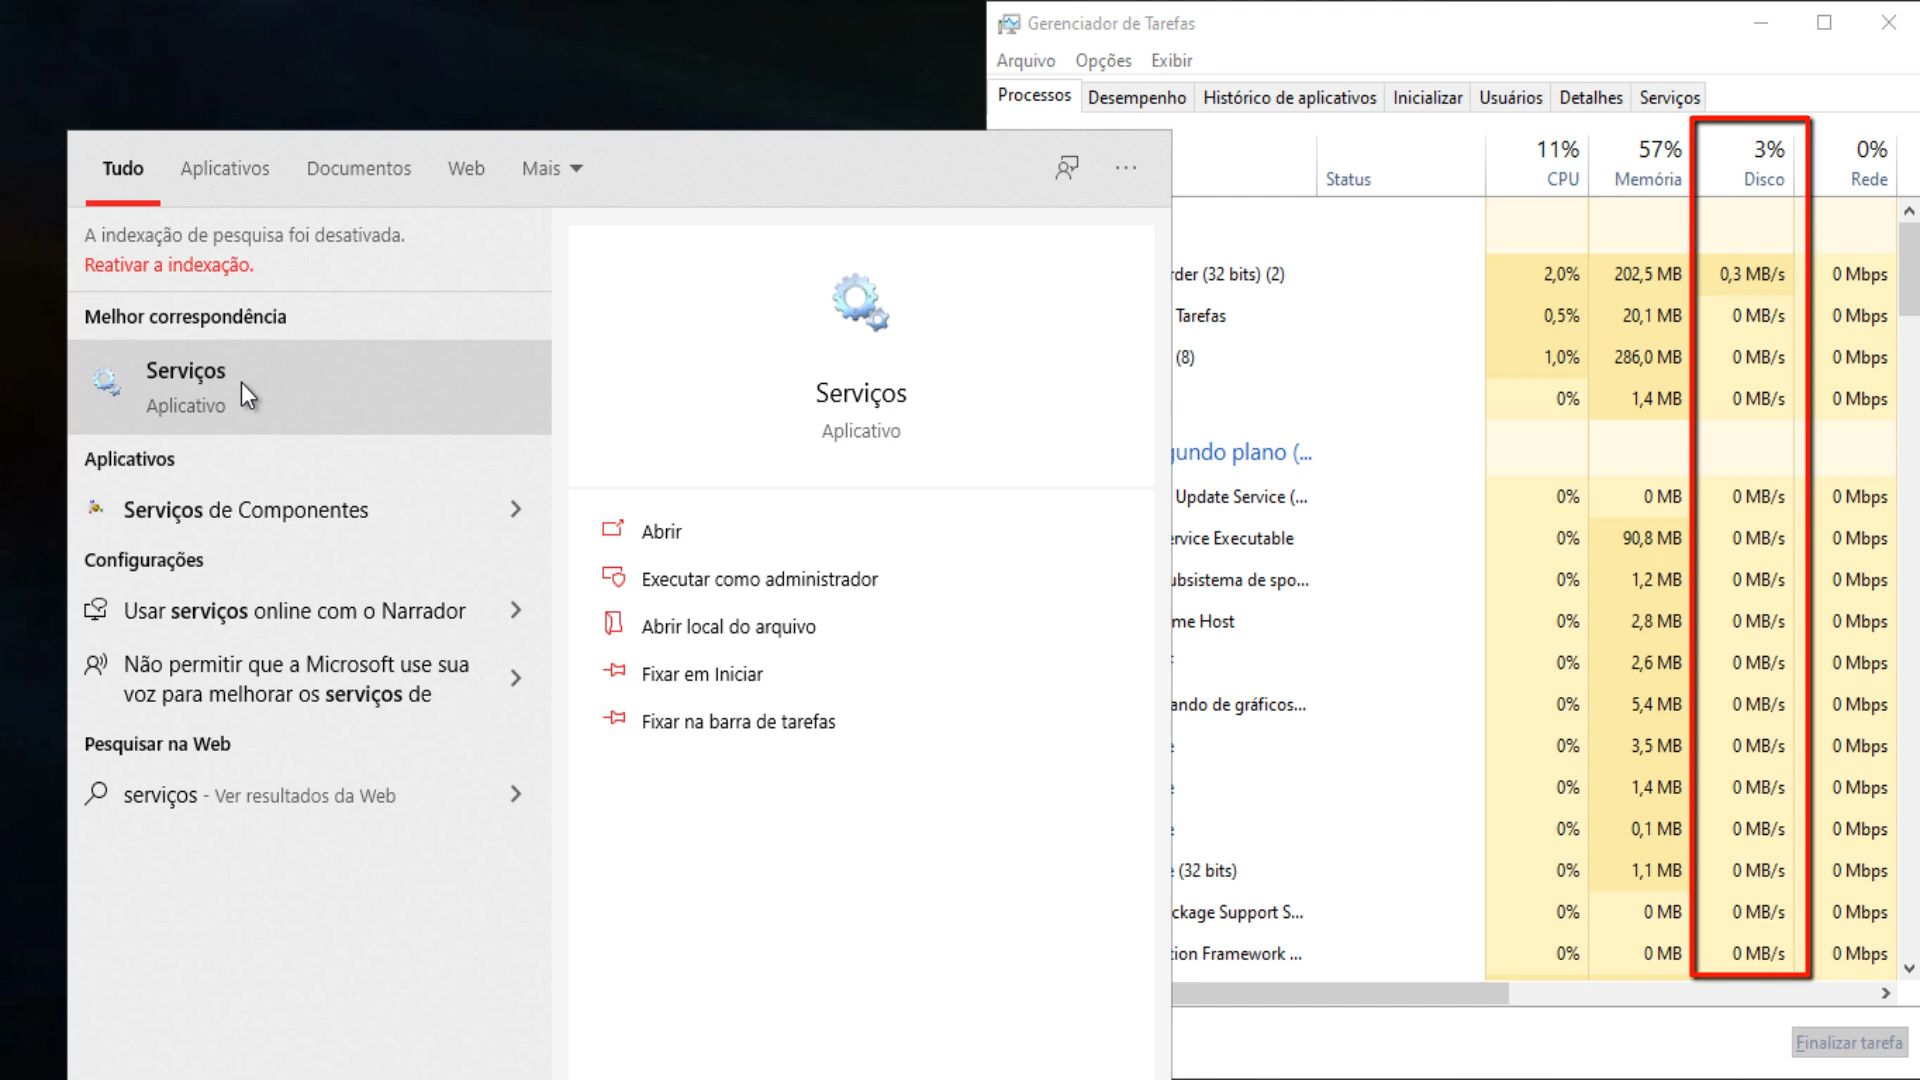 Gerenciador de Tarefas
Arquivo Opções Exibir
Processos Desempenho Histórico de aplicativos Inicializar Usuários Detalhes Serviços
11% 57% 3% 0%
Status CPU Memória Disco Rede
rder (32 bits) (2) 2,0% 202,5 MB 0,3 MB/s 0 Mbps
Tarefas 0,5% 20,1 MB 0 MB/s 0 Mbps
(8) 1,0% 286,0 MB 0 MB/s 0 Mbps
0% 1,4 MB 0 MB/s 0 Mbps
undo plano (...
Update Service (... 0% 0 MB 0 MB/s 0 Mbps
ervice Executable 0% 90,8 MB 0 MB/s 0 Mbps
ubsistema de spo... 0% 1,2 MB 0 MB/s 0 Mbps
me Host 0% 2,8 MB 0 MB/s 0 Mbps
0% 2,6 MB 0 MB/s 0 Mbps
ando de gráficos... 0% 5,4 MB 0 MB/s 0 Mbps
0% 3,5 MB 0 MB/s 0 Mbps
0% 1,4 MB 0 MB/s 0 Mbps
0% 0,1 MB 0 MB/s 0 Mbps
(32 bits) 0% 1,1 MB 0 MB/s 0 Mbps
ckage Support S... 0% 0 MB 0 MB/s 0 Mbps
tion Framework ... 0% 0 MB 0 MB/s 0 Mbps
Finalizar tarefa
Tudo Aplicativos Documentos Web Mais
A indexação de pesquisa foi desativada.
Reativar a indexação.
Melhor correspondência
Serviços
Aplicativo
Aplicativos
Serviços de Componentes
Configurações
Usar serviços online com o Narrador
Não permitir que a Microsoft use sua
voz para melhorar os serviços de
Pesquisar na Web
serviços - Ver resultados da Web
Serviços
Aplicativo
Abrir
Executar como administrador
Abrir local do arquivo
Fixar em Iniciar
Fixar na barra de tarefas